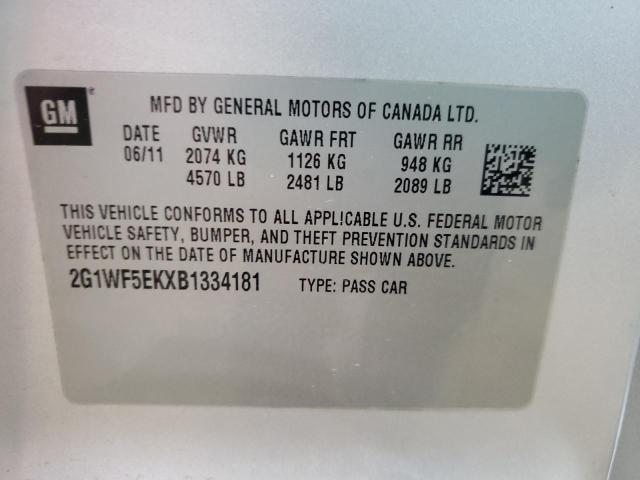 GM ®
MFD BY GENERAL MOTORS OF CANADA LTD.
DATE GVWR GAWR FRT GAWR RR
06/11 2074 KG 1126 KG 948 KG
4570 LB 2481 LB 2089 LB
THIS VEHICLE CONFORMS TO ALL APPLICABLE U.S. FEDERAL MOTOR
VEHICLE SAFETY, BUMPER, AND THEFT PREVENTION STANDARDS IN
EFFECT ON THE DATE OF MANUFACTURE SHOWN ABOVE.
2G1WF5EKXB1334181 TYPE: PASS CAR